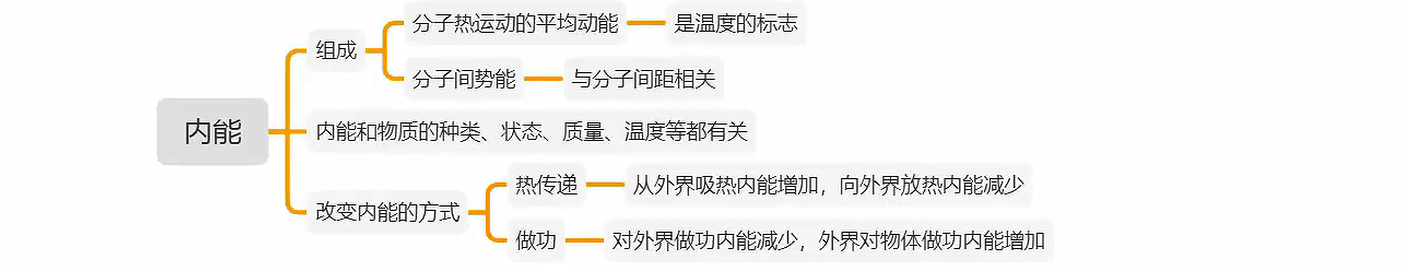 内能
组成
分子热运动的平均动能
是温度的标志
分子间势能
与分子间距相关
内能和物质的种类、状态、质量、温度等都有关
改变内能的方式
热传递
从外界吸热内能增加，向外界放热内能减少
做功
对外界做功内能减少，外界对物体做功内能增加